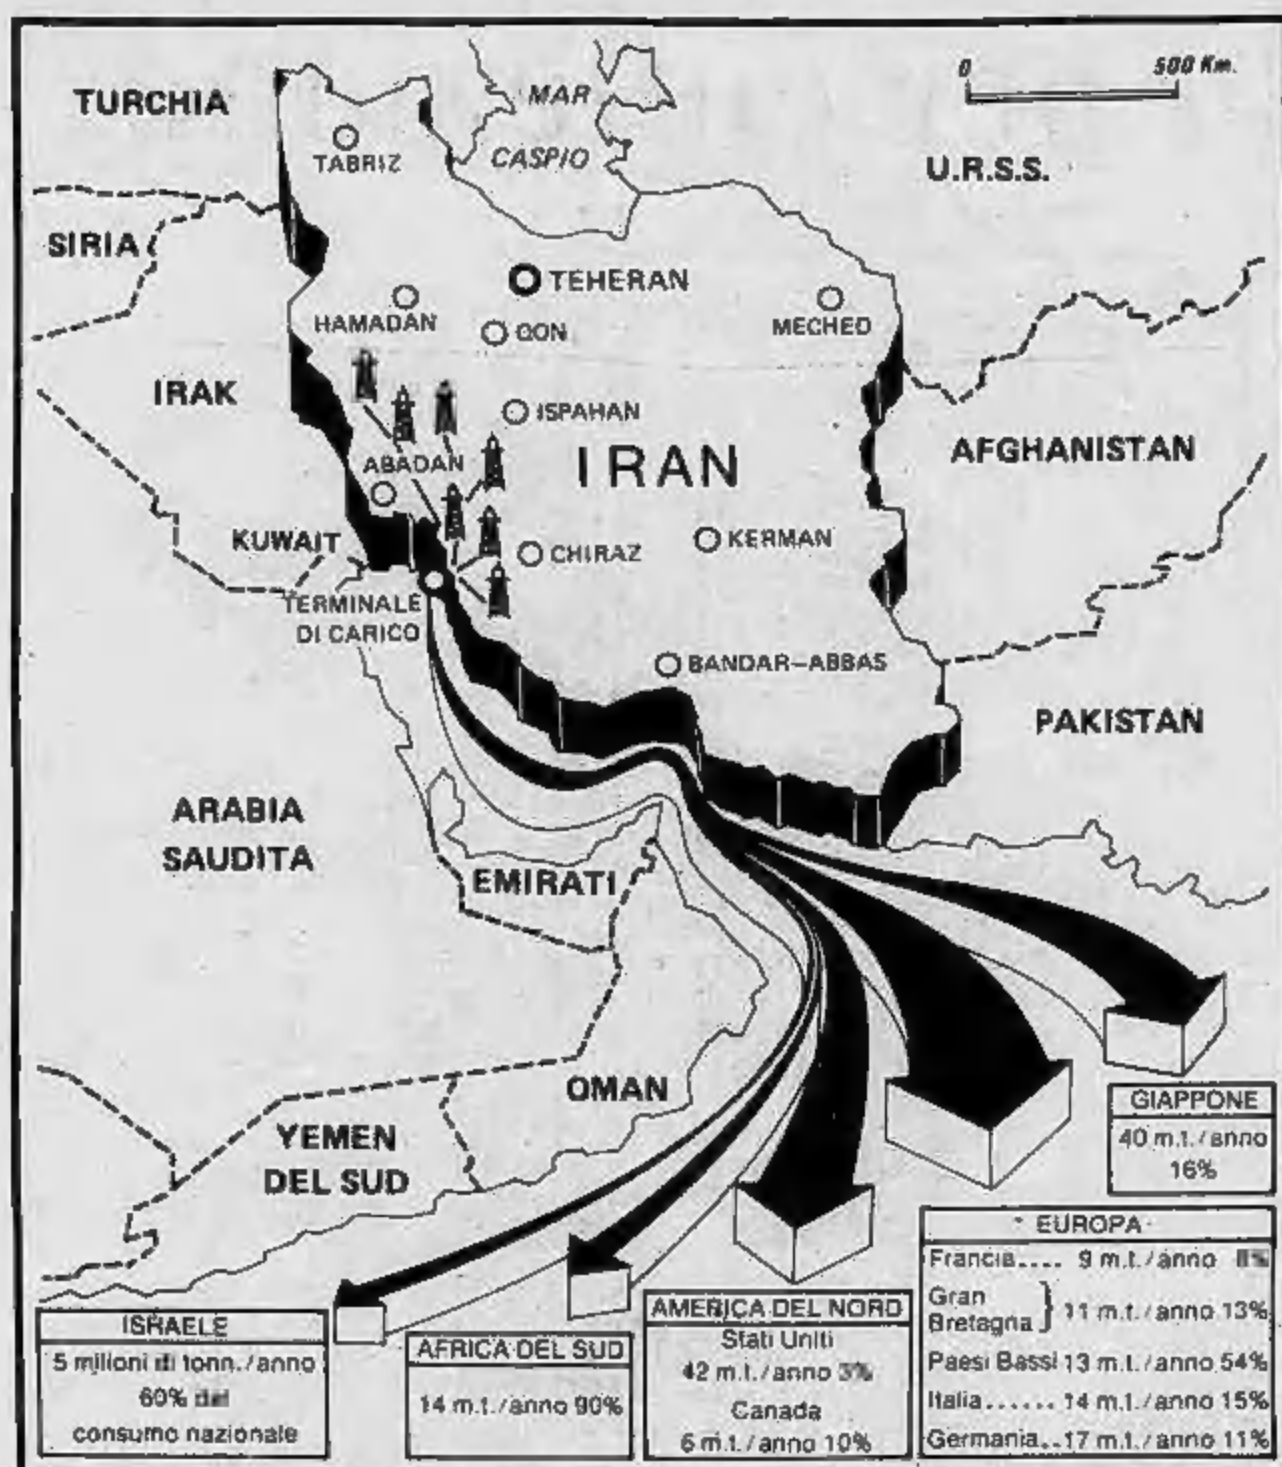 0 500 Km.
TURCHIA
MAR
CASPIO
TABRIZ
U.R.S.S.
SIRIA
TEHERAN
HAMADAN
QON
MECHED
IRAK
ISPAHAN
ABADAN
IRAN
AFGHANISTAN
KUWAIT
CHIRAZ
KERMAN
TERMINALE
DI CARICO
BANDAR-ABBAS
PAKISTAN
ARABIA
SAUDITA
EMIRATI
OMAN
YEMEN
DEL SUD
GIAPPONE
40 m.t./anno
16%
ISRAELE
5 milioni di tonn./anno
60% del
consumo nazionale
AFRICA DEL SUD
14 m.t./anno 90%
AMERICA DEL NORD
Stati Uniti
42 m.t./anno 3%
Canada
6 m.t./anno 10%
EUROPA
Francia.... 9 m.t./anno
Gran
Bretagna } 11 m.t./anno 13%
Paesi Bassi 13 m.t./anno 54%
Italia...... 14 m.t./anno 15%
Germania.. 17 m.t./anno 11%